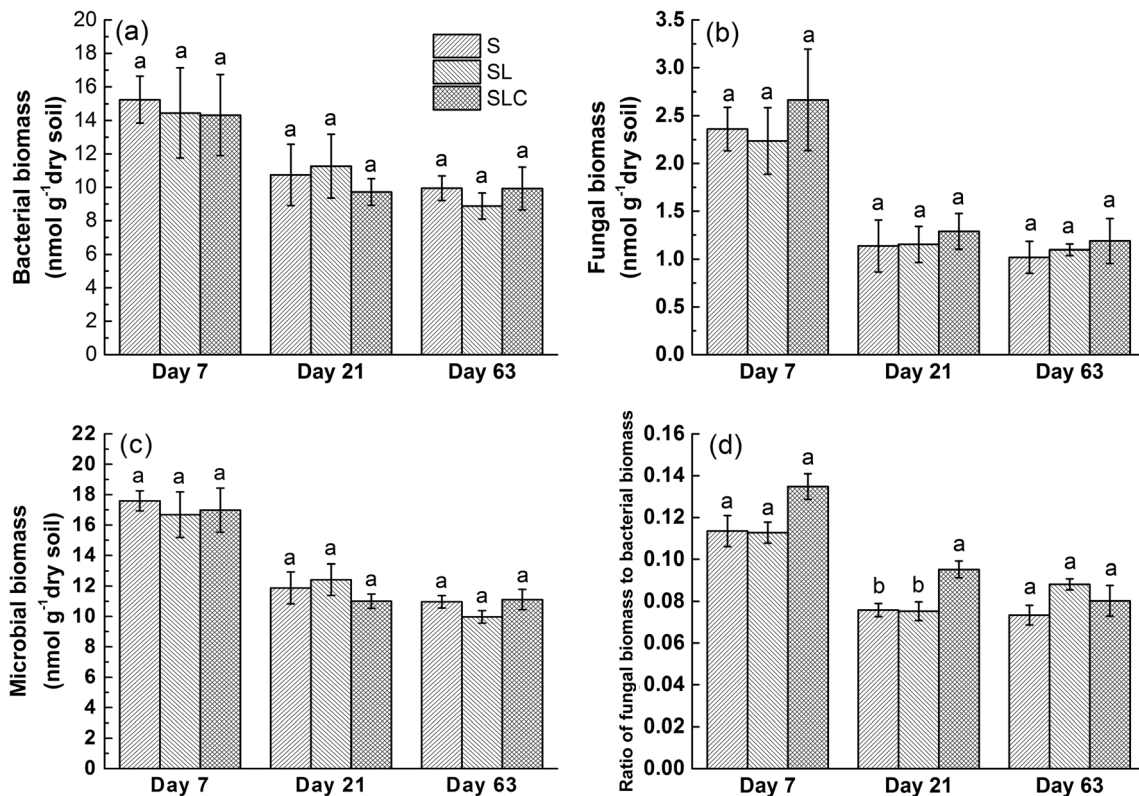 (a)
Bacterial biomass
(nmol g⁻¹dry soil)
20
18
16
14
12
10
8
6
4
2
0
S
SL
SLC
a a a
a a a
a a a
Day 7 Day 21 Day 63
(b)
Fungal biomass
(nmol g⁻¹dry soil)
3.5
3.0
2.5
2.0
1.5
1.0
0.5
0.0
a a a
a a a
a a a
Day 7 Day 21 Day 63
(c)
Microbial biomass
(nmol g⁻¹dry soil)
22
20
18
16
14
12
10
8
6
4
2
0
a a a
a a a
a a a
Day 7 Day 21 Day 63
(d)
Ratio of fungal biomass to bacterial biomass
0.16
0.14
0.12
0.10
0.08
0.06
0.04
0.02
0.00
a a a
b b a
a a a
Day 7 Day 21 Day 63